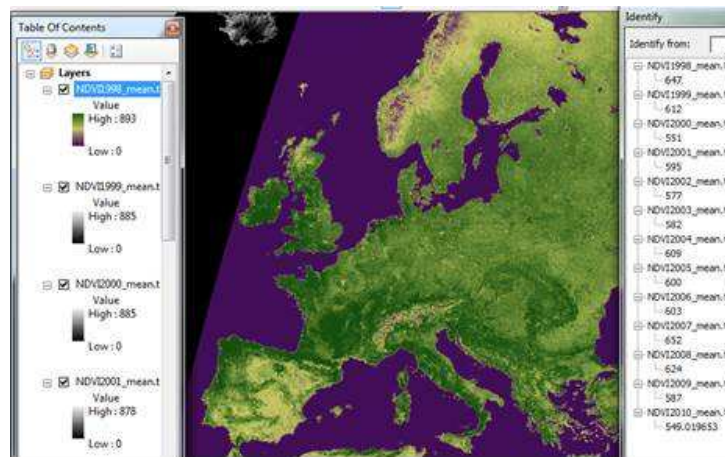 Table Of Contents
Layers
NDVI1998_mean.t
Value
High : 893
Low : 0
NDVI1999_mean.t
Value
High : 885
Low : 0
NDVI2000_mean.t
Value
High : 885
Low : 0
NDVI2001_mean.t
Value
High : 878
Low : 0
Identify
Identify from:
NDVI1998_mean.
647.
NDVI1999_mean.
612
NDVI2000_mean.
551
NDVI2001_mean.
595
NDVI2002_mean.
577
NDVI2003_mean.
582
NDVI2004_mean.
609
NDVI2005_mean.
600
NDVI2006_mean.
603
NDVI2007_mean.
652
NDVI2008_mean.
624
NDVI2009_mean.
587
NDVI2010_mean.
549.019653